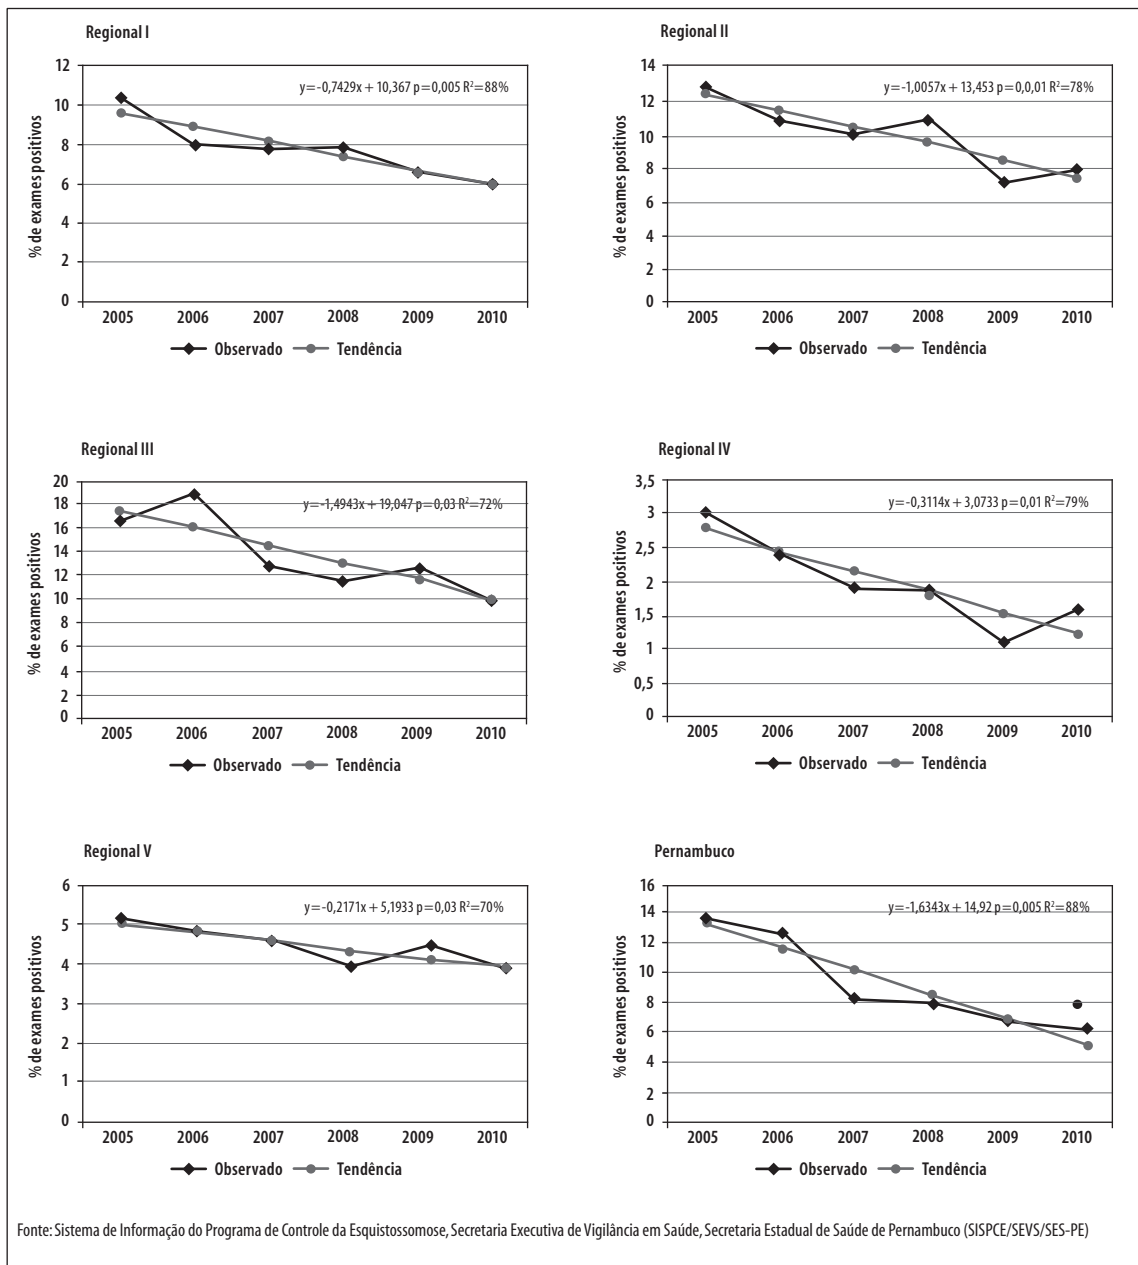 Regional I
y=-0,7429x + 10,367 p=0,005 R²=88%
% de exames positivos
12
10
8
6
4
2
0
2005 2006 2007 2008 2009 2010
Observado Tendência
Regional II
y=-1,0057x + 13,453 p=0,0,01 R²=78%
% de exames positivos
14
12
10
8
6
4
2
0
2005 2006 2007 2008 2009 2010
Observado Tendência
Regional III
y=-1,4943x + 19,047 p=0,03 R²=72%
% de exames positivos
20
18
16
14
12
10
8
6
4
2
0
2005 2006 2007 2008 2009 2010
Observado Tendência
Regional IV
y=-0,3114x + 3,0733 p=0,01 R²=79%
% de exames positivos
3,5
3
2,5
2
1,5
1
0,5
0
2005 2006 2007 2008 2009 2010
Observado Tendência
Regional V
y=-0,2171x + 5,1933 p=0,03 R²=70%
% de exames positivos
6
5
4
3
2
1
0
2005 2006 2007 2008 2009 2010
Observado Tendência
Pernambuco
y=-1,6343x + 14,92 p=0,005 R²=88%
% de exames positivos
16
14
12
10
8
6
4
2
0
2005 2006 2007 2008 2009 2010
Observado Tendência
Fonte: Sistema de Informação do Programa de Controle da Esquistossomose, Secretaria Executiva de Vigilância em Saúde, Secretaria Estadual de Saúde de Pernambuco (SISPCE/SEVS/SES-PE)